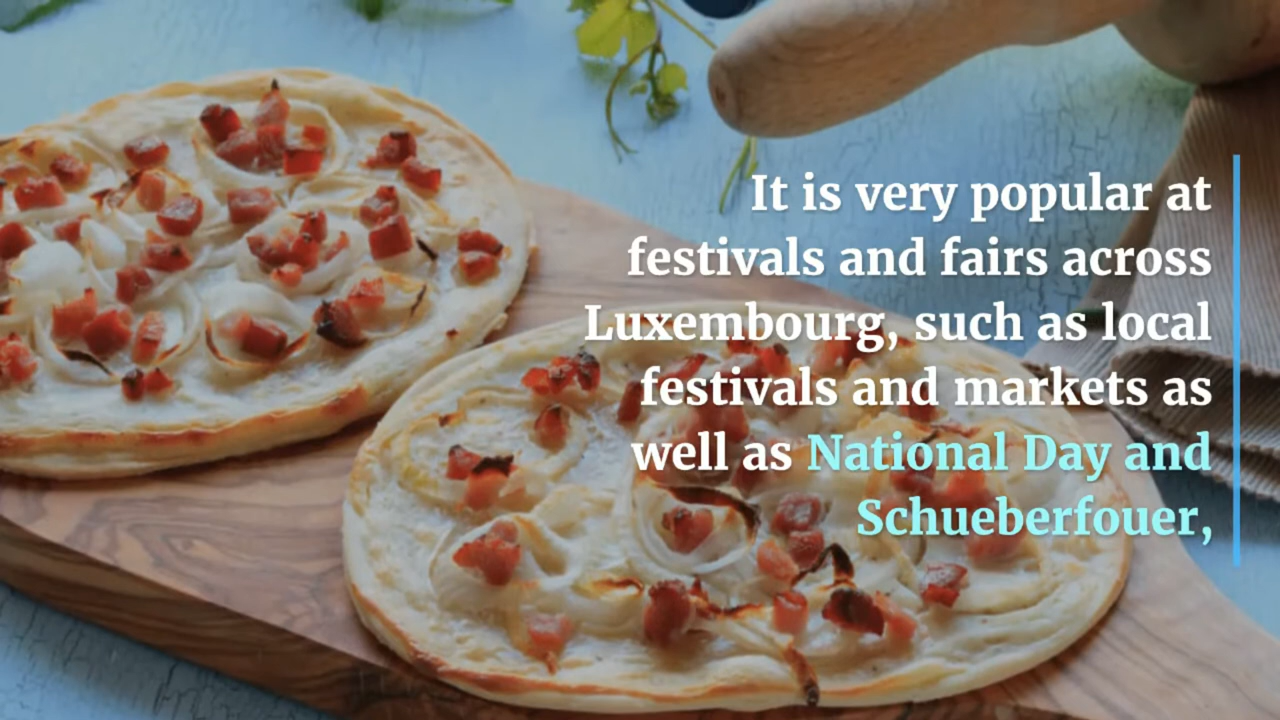 It is very popular at
festivals and fairs across
Luxembourg, such as local
festivals and markets as
well as National Day and
Schueberfouer,